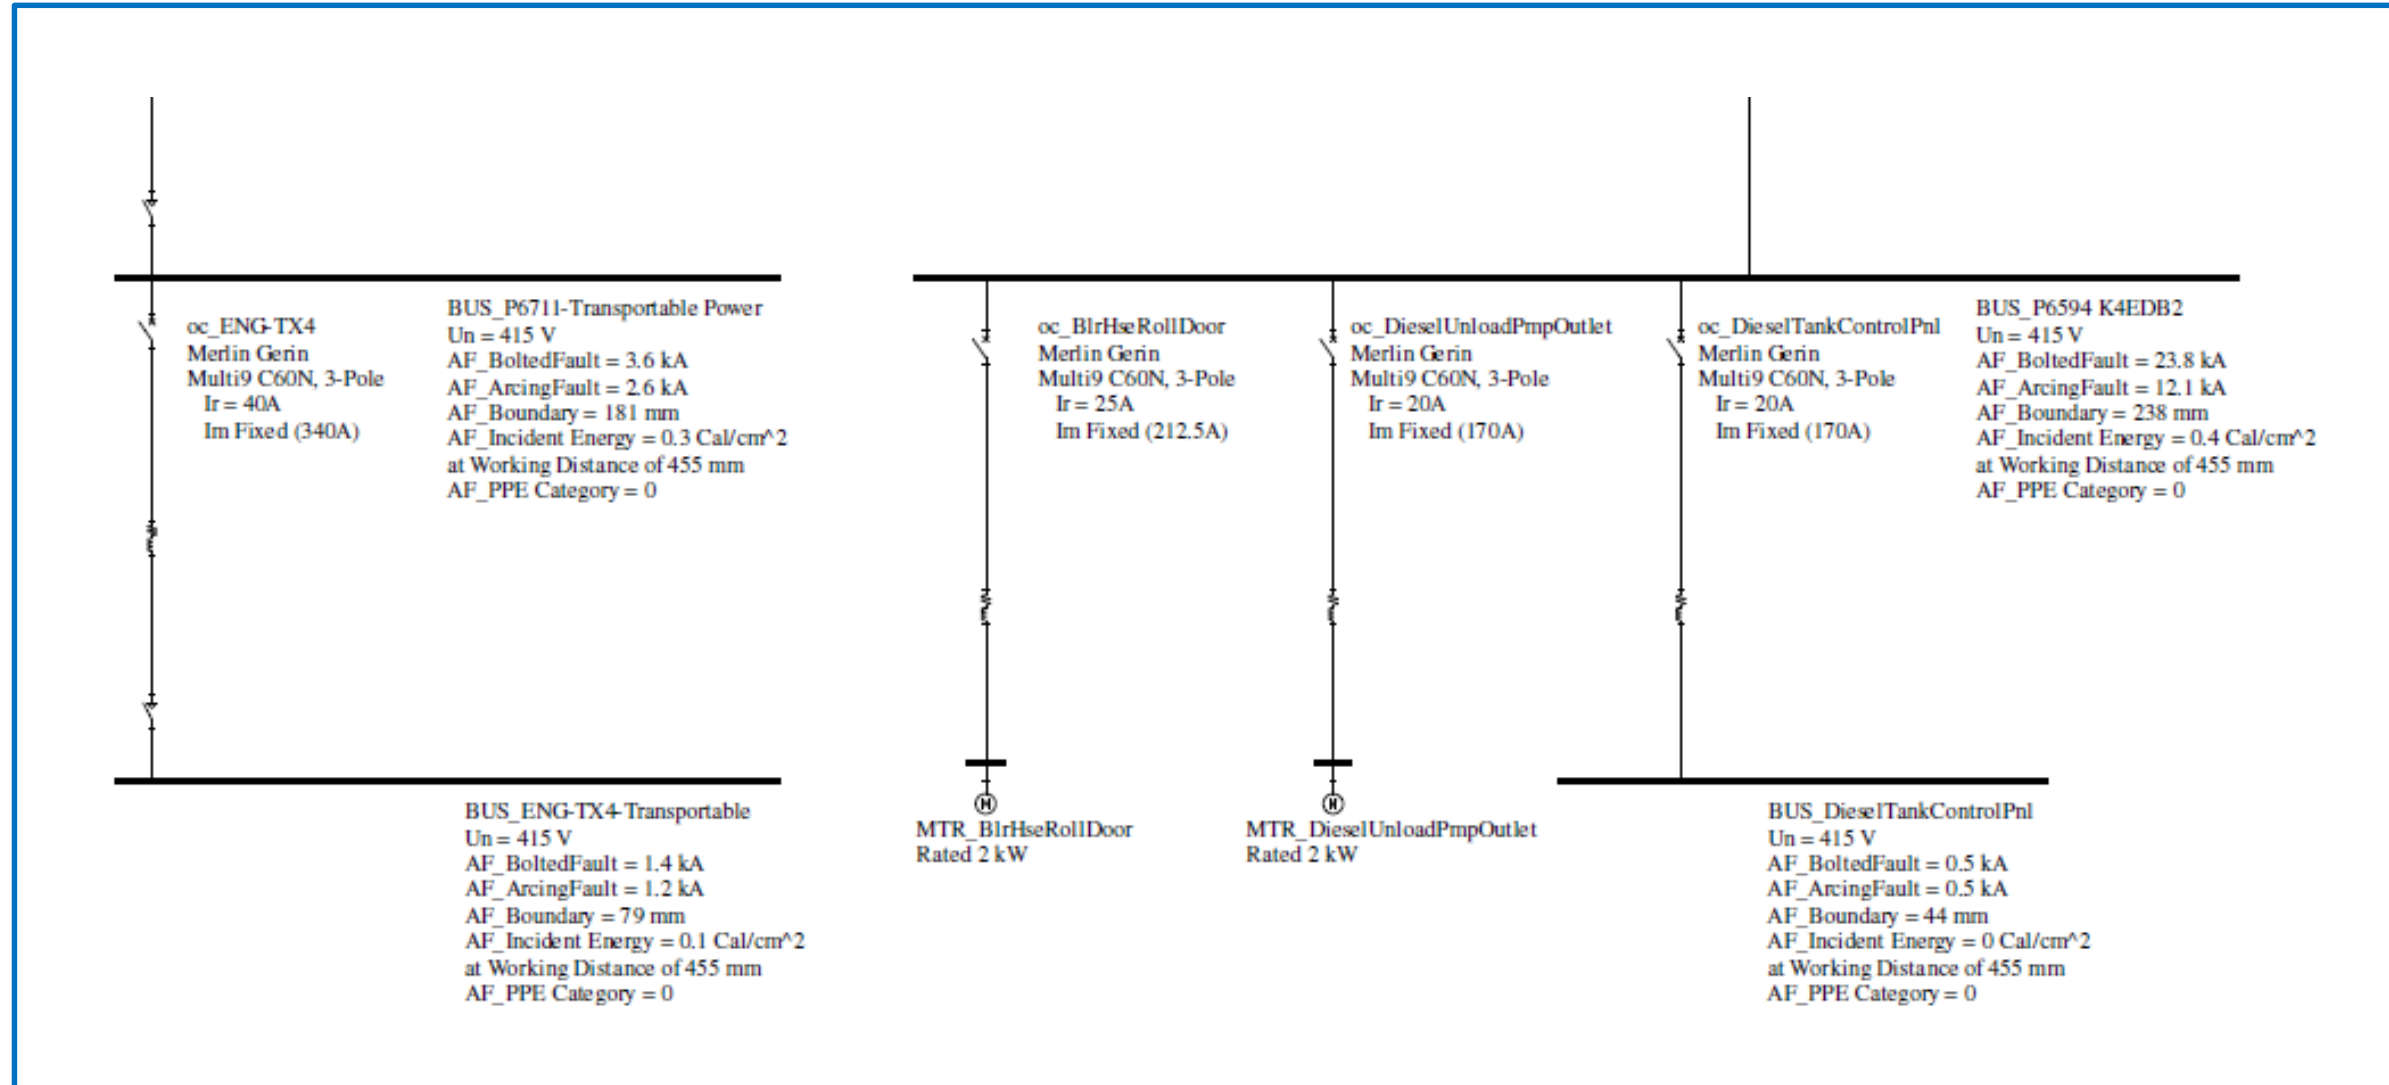 oc_ENG-TX4
Merlin Gerin
Multi9 C60N, 3-Pole
Ir = 40A
Im Fixed (340A)
BUS_P6711-Transportable Power
Un = 415 V
AF_BoltedFault = 3.6 kA
AF_ArcingFault = 2.6 kA
AF_Boundary = 181 mm
AF_Incident Energy = 0.3 Cal/cm^2
at Working Distance of 455 mm
AF_PPE Category = 0
oc_BlrHseRollDoor
Merlin Gerin
Multi9 C60N, 3-Pole
Ir = 25A
Im Fixed (212.5A)
oc_DieselUnloadPmpOutlet
Merlin Gerin
Multi9 C60N, 3-Pole
Ir = 20A
Im Fixed (170A)
oc_DieselTankControlPnl
Merlin Gerin
Multi9 C60N, 3-Pole
Ir = 20A
Im Fixed (170A)
BUS_P6594 K4EDB2
Un = 415 V
AF_BoltedFault = 23.8 kA
AF_ArcingFault = 12.1 kA
AF_Boundary = 238 mm
AF_Incident Energy = 0.4 Cal/cm^2
at Working Distance of 455 mm
AF_PPE Category = 0
BUS_ENG-TX4-Transportable
Un = 415 V
AF_BoltedFault = 1.4 kA
AF_ArcingFault = 1.2 kA
AF_Boundary = 79 mm
AF_Incident Energy = 0.1 Cal/cm^2
at Working Distance of 455 mm
AF_PPE Category = 0
M
MTR_BlrHseRollDoor
Rated 2 kW
M
MTR_DieselUnloadPmpOutlet
Rated 2 kW
BUS_DieselTankControlPnl
Un = 415 V
AF_BoltedFault = 0.5 kA
AF_ArcingFault = 0.5 kA
AF_Boundary = 44 mm
AF_Incident Energy = 0 Cal/cm^2
at Working Distance of 455 mm
AF_PPE Category = 0